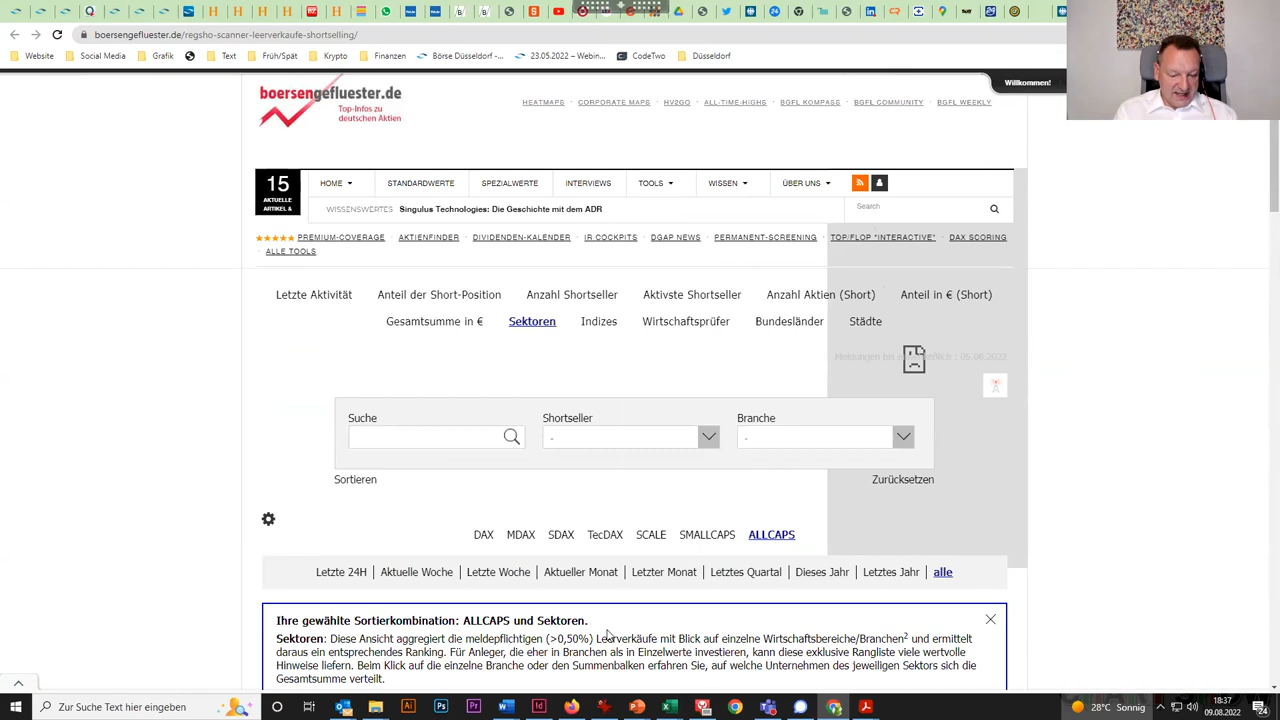 boersengefluester.de/regsho-scanner-leerverkaufe-shortselling/
Website Social Media Grafik Text Früh/Spät Krypto Finanzen Börse Düsseldorf -... 23.05.2022 – Webin... CodeTwo Düsseldorf
Willkommen!
boersengefluester.de
Top-Infos zu
deutschen Aktien
HEATMAPS · CORPORATE MAPS · HV2GO · ALL-TIME-HIGHS · BGFL KOMPASS · BGFL COMMUNITY · BGFL WEEKLY
15
AKTUELLE
ARTIKEL &
HOME STANDARDWERTE SPEZIALWERTE INTERVIEWS TOOLS WISSEN ÜBER UNS
WISSENSWERTES Singulus Technologies: Die Geschichte mit dem ADR
Search
PREMIUM-COVERAGE · AKTIENFINDER · DIVIDENDEN-KALENDER · IR COCKPITS · DGAP NEWS · PERMANENT-SCREENING · TOP/FLOP "INTERACTIVE" · DAX SCORING
· ALLE TOOLS
Letzte Aktivität Anteil der Short-Position Anzahl Shortseller Aktivste Shortseller Anzahl Aktien (Short) Anteil in € (Short)
Gesamtsumme in € Sektoren Indizes Wirtschaftsprüfer Bundesländer Städte
Meldungen bis einschließlich : 05.08.2022
Suche Shortseller Branche
- -
Sortieren Zurücksetzen
DAX MDAX SDAX TecDAX SCALE SMALLCAPS ALLCAPS
Letzte 24H | Aktuelle Woche | Letzte Woche | Aktueller Monat | Letzter Monat | Letztes Quartal | Dieses Jahr | Letztes Jahr | alle
Ihre gewählte Sortierkombination: ALLCAPS und Sektoren.
Sektoren: Diese Ansicht aggregiert die meldepflichtigen (>0,50%) Leerverkäufe mit Blick auf einzelne Wirtschaftsbereiche/Branchen² und ermittelt
daraus ein entsprechendes Ranking. Für Anleger, die eher in Branchen als in Einzelwerte investieren, kann diese exklusive Rangliste viele wertvolle
Hinweise liefern. Beim Klick auf die einzelne Branche oder den Summenbalken erfahren Sie, auf welche Unternehmen des jeweiligen Sektors sich die
Gesamtsumme verteilt.
Zur Suche Text hier eingeben
28°C Sonnig
18:37
09.08.2022